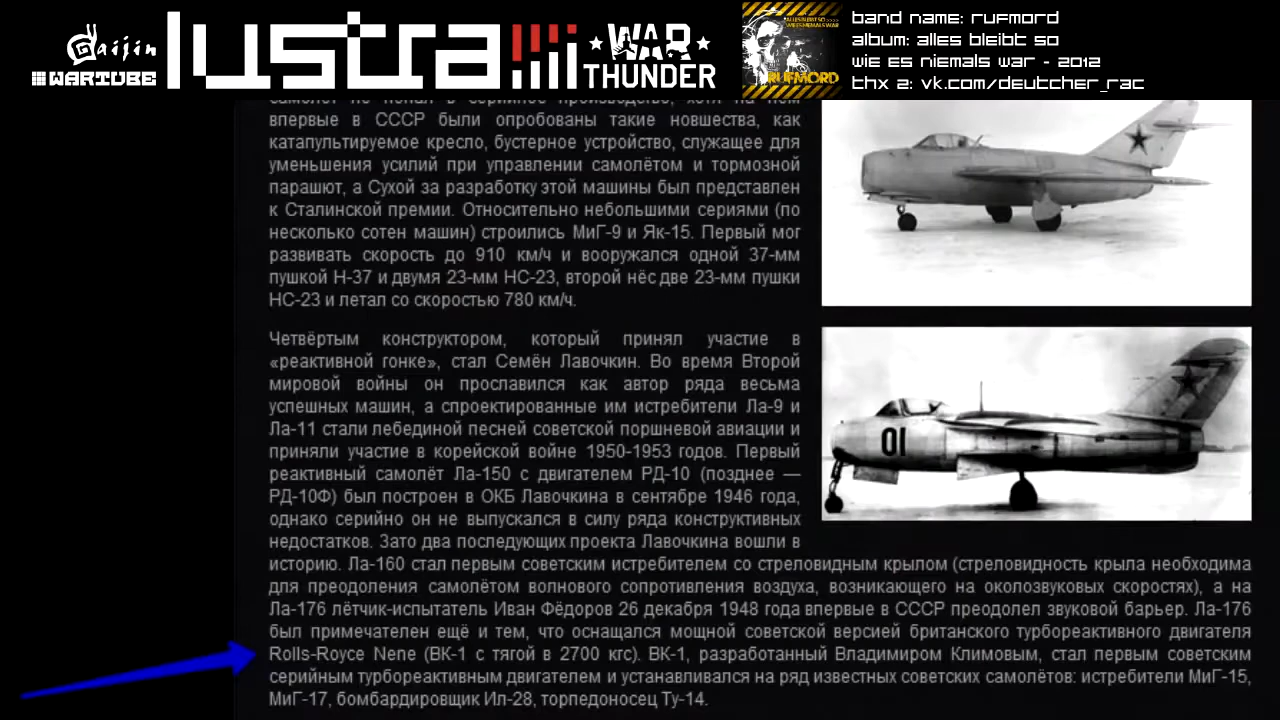 Gaijin
WARTUBE
lustra
WAR
THUNDER
RUFMORD
band name: rufmord
album: alles bleibt so
wie es niemals war - 2012
thx 2: vk.com/deutcher_rac
впервые в СССР были опробованы такие новшества, как
катапультируемое кресло, бустерное устройство, служащее для
уменьшения усилий при управлении самолётом и тормозной
парашют, а Сухой за разработку этой машины был представлен
к Сталинской премии. Относительно небольшими сериями (по
несколько сотен машин) строились МиГ-9 и Як-15. Первый мог
развивать скорость до 910 км/ч и вооружался одной 37-мм
пушкой Н-37 и двумя 23-мм НС-23, второй нёс две 23-мм пушки
НС-23 и летал со скоростью 780 км/ч.
Четвёртым конструктором, который принял участие в
«реактивной гонке», стал Семён Лавочкин. Во время Второй
мировой войны он прославился как автор ряда весьма
успешных машин, а спроектированные им истребители Ла-9 и
Ла-11 стали лебединой песней советской поршневой авиации и
приняли участие в корейской войне 1950-1953 годов. Первый
реактивный самолёт Ла-150 с двигателем РД-10 (позднее —
РД-10Ф) был построен в ОКБ Лавочкина в сентябре 1946 года,
однако серийно он не выпускался в силу ряда конструктивных
недостатков. Зато два последующих проекта Лавочкина вошли в
историю. Ла-160 стал первым советским истребителем со стреловидным крылом (стреловидность крыла необходима
для преодоления самолётом волнового сопротивления воздуха, возникающего на околозвуковых скоростях), а на
Ла-176 лётчик-испытатель Иван Фёдоров 26 декабря 1948 года впервые в СССР преодолел звуковой барьер. Ла-176
был примечателен ещё и тем, что оснащался мощной советской версией британского турбореактивного двигателя
Rolls-Royce Nene (ВК-1 с тягой в 2700 кгс). ВК-1, разработанный Владимиром Климовым, стал первым советским
серийным турбореактивным двигателем и устанавливался на ряд известных советских самолётов: истребители МиГ-15,
МиГ-17, бомбардировщик Ил-28, торпедоносец Ту-14.
01